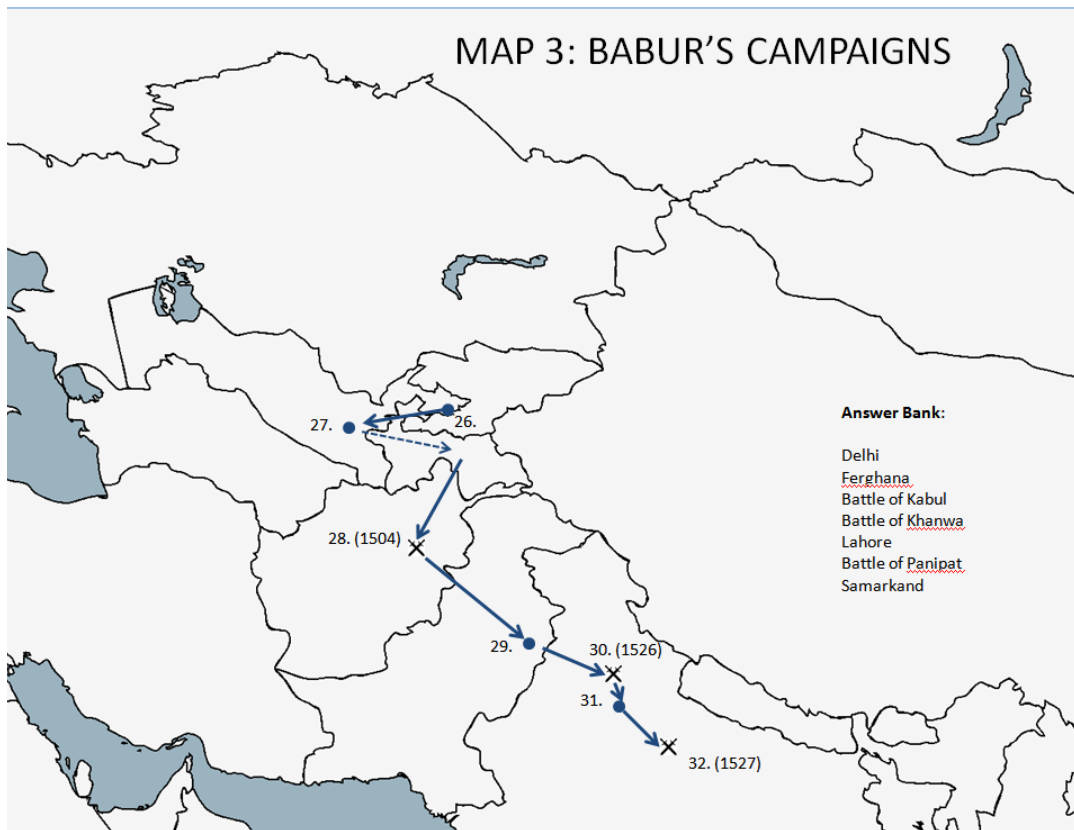 MAP 3: BABUR'S CAMPAIGNS
27.
26.
28. (1504)
29.
30. (1526)
31.
32. (1527)
Answer Bank:
Delhi
Ferghana
Battle of Kabul
Battle of Khanwa
Lahore
Battle of Panipat
Samarkand